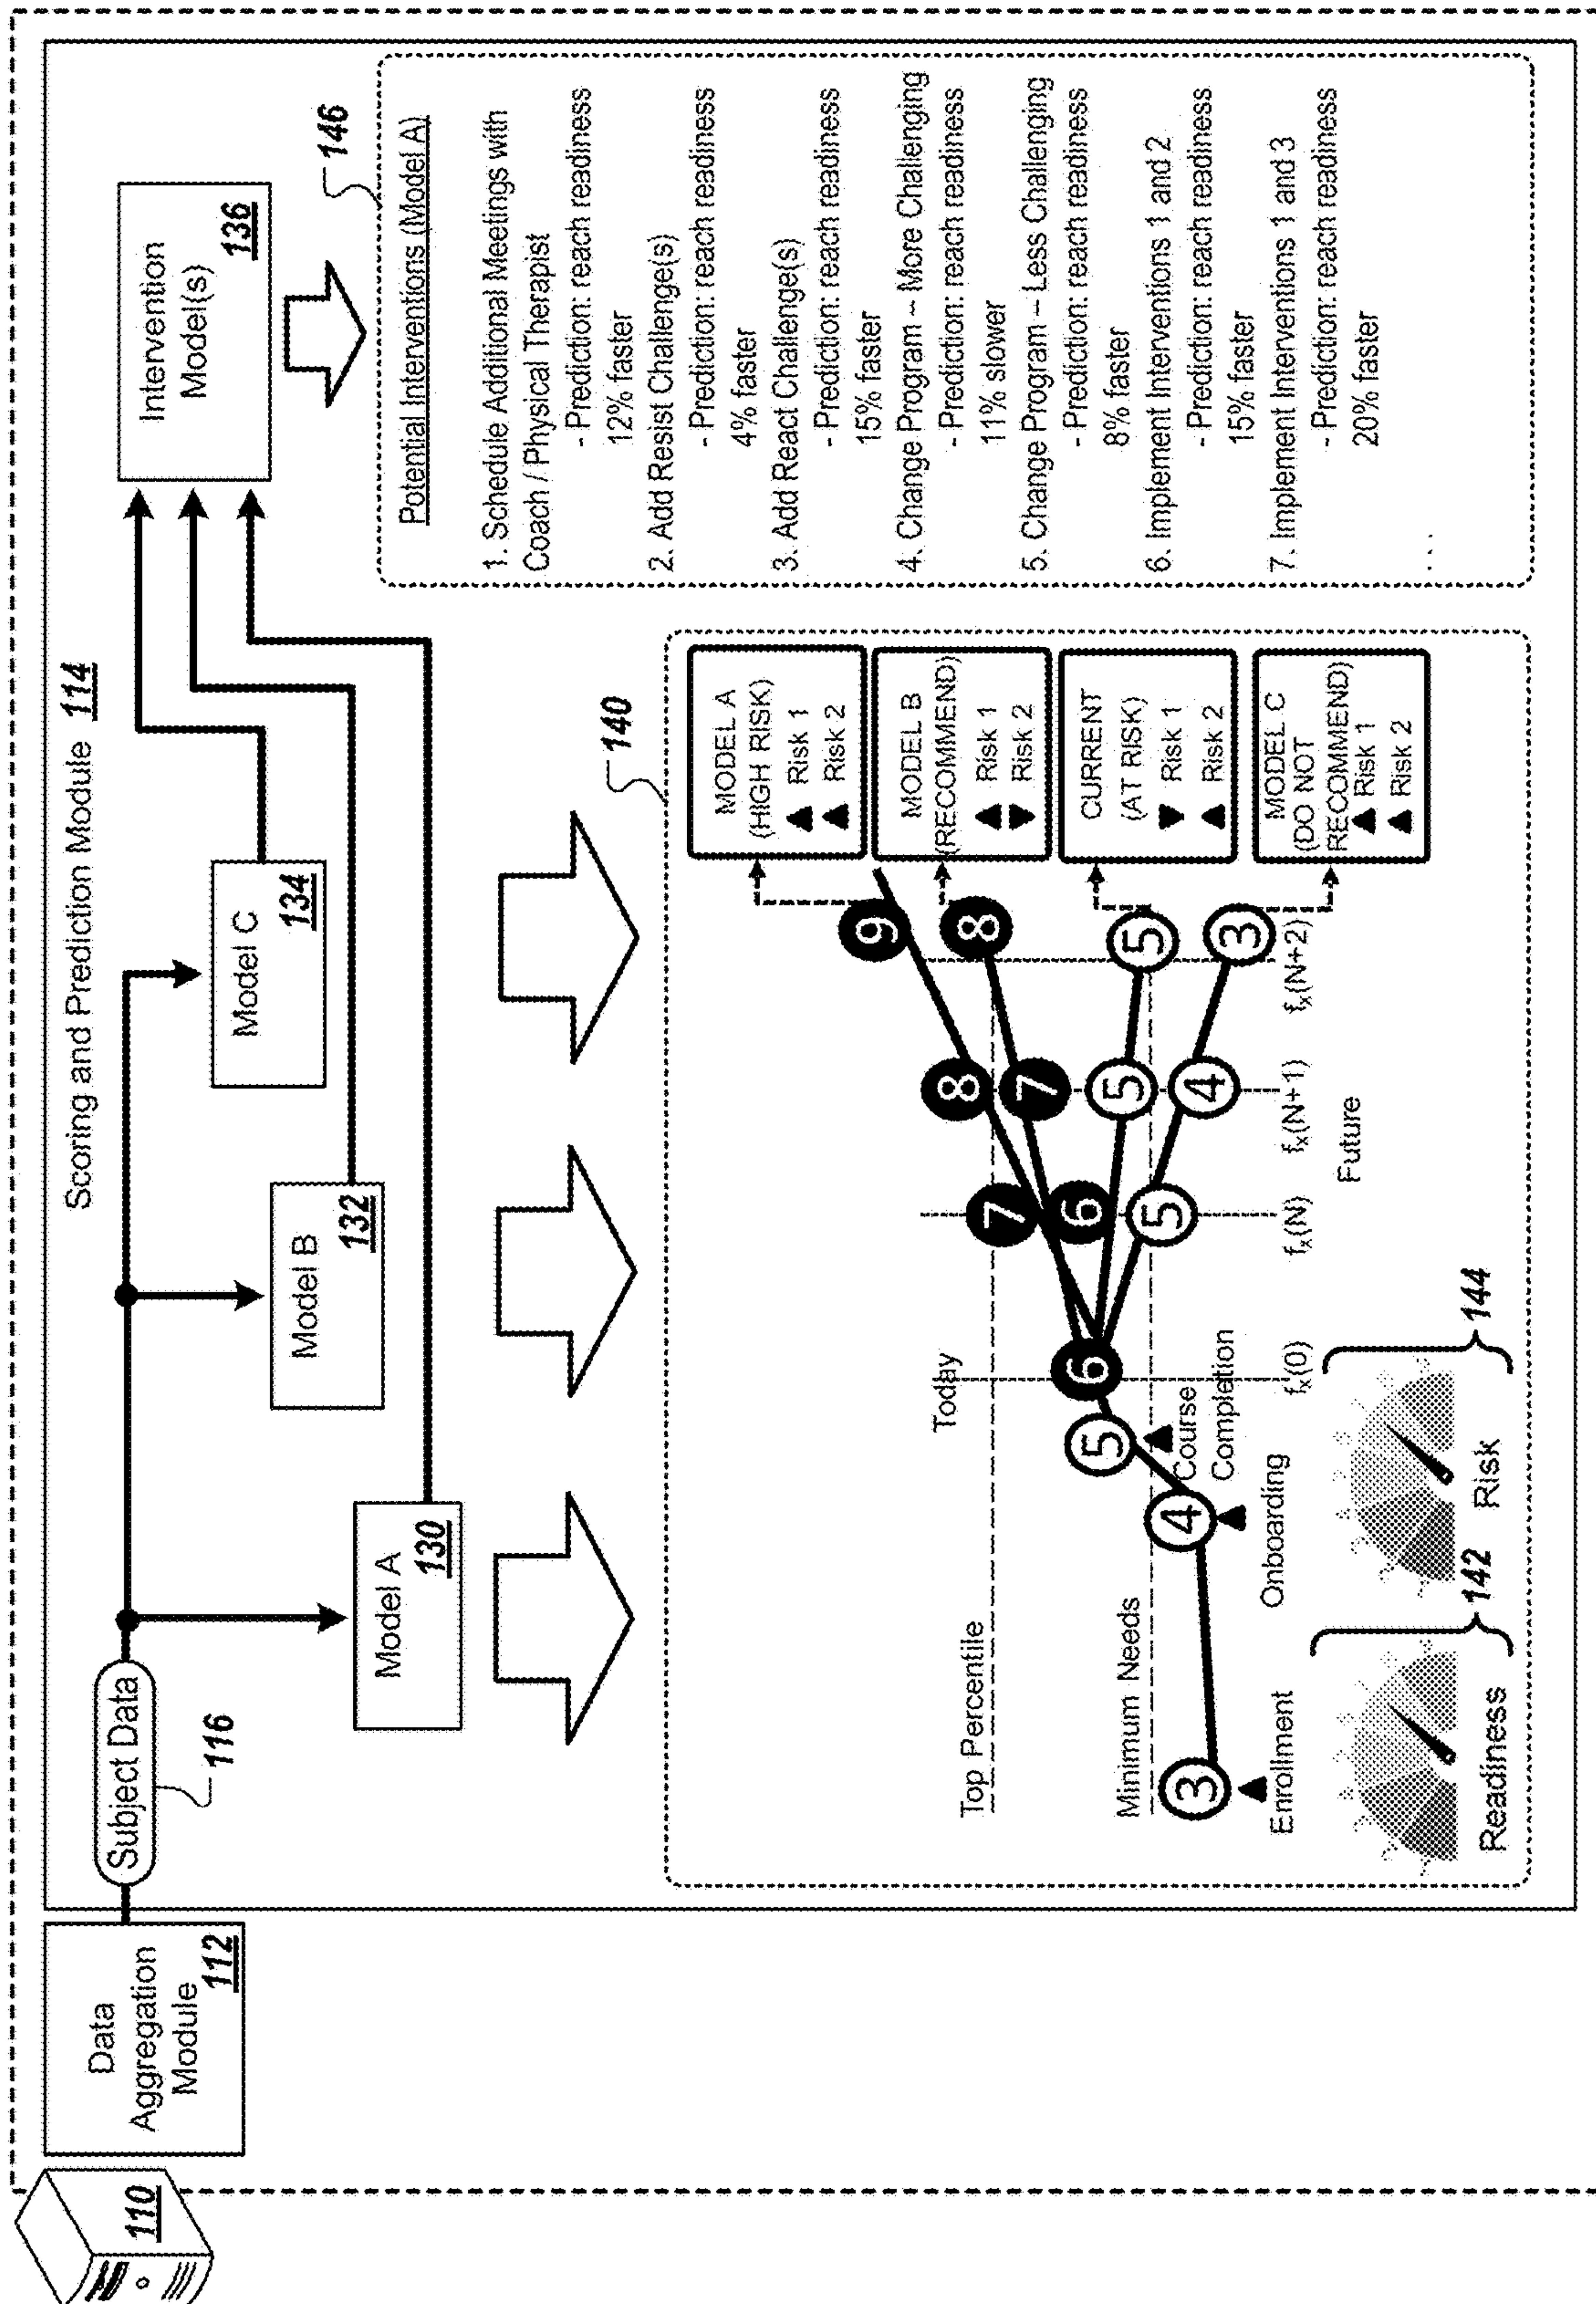 110
Data
Aggregation
Module
112
Subject Data
116
Scoring and Prediction Module 114
Model A
130
Model B
132
Model C
134
Intervention
Model(s)
136
146
Potential Interventions (Model A)
1. Schedule Additional Meetings with
Coach / Physical Therapist
- Prediction: reach readiness
12% faster
2. Add Resist Challenge(s)
- Prediction: reach readiness
4% faster
3. Add React Challenge(s)
- Prediction: reach readiness
15% faster
4. Change Program – More Challenging
- Prediction: reach readiness
11% slower
5. Change Program – Less Challenging
- Prediction: reach readiness
8% faster
6. Implement Interventions 1 and 2
- Prediction: reach readiness
15% faster
7. Implement Interventions 1 and 3
- Prediction: reach readiness
20% faster
. . .
140
Top Percentile
Minimum Needs
Today
3
4
5
6
7
6
5
8
7
5
4
9
8
5
3
Enrollment
Onboarding
Course
Completion
fx(0)
fx(N)
fx(N+1)
fx(N+2)
Future
MODEL A
(HIGH RISK)
▲ Risk 1
▲ Risk 2
MODEL B
(RECOMMEND)
Risk 1
Risk 2
CURRENT
(AT RISK)
▼ Risk 1
▲ Risk 2
MODEL C
(DO NOT
RECOMMEND)
▲ Risk 1
▲ Risk 2
Readiness
142
Risk
144